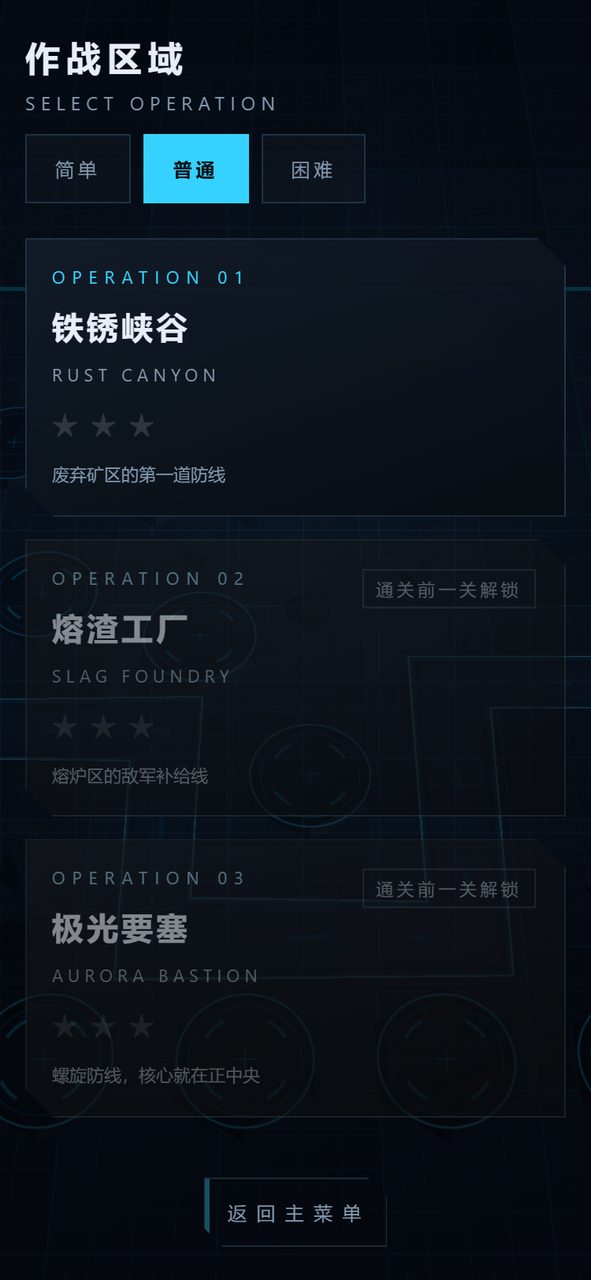 作战区域
SELECT OPERATION
简单
普通
困难
OPERATION 01
铁锈峡谷
RUST CANYON
★ ★ ★
废弃矿区的第一道防线
OPERATION 02
通关前一关解锁
熔渣工厂
SLAG FOUNDRY
★ ★ ★
熔炉区的敌军补给线
OPERATION 03
通关前一关解锁
极光要塞
AURORA BASTION
★ ★ ★
螺旋防线，核心就在正中央
返回主菜单